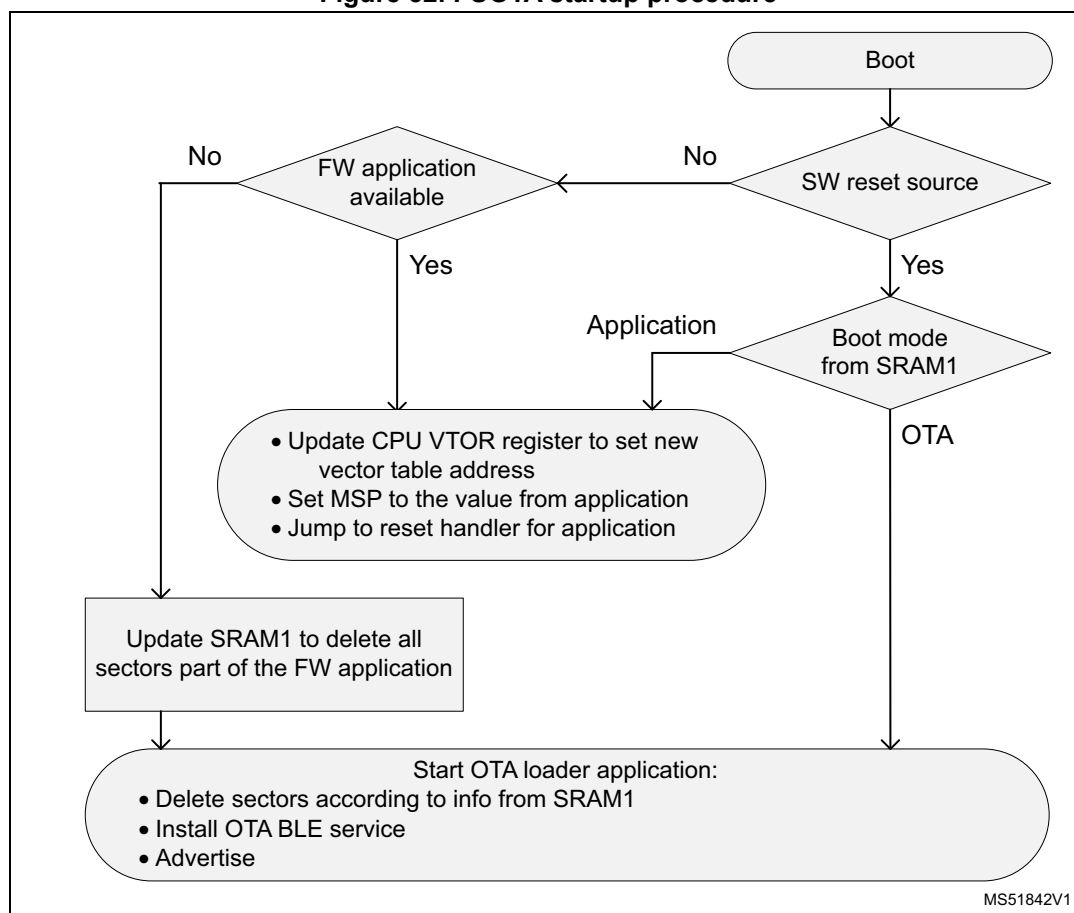 Figure startup procedure
Boot
SW reset source
No
Yes
FW application
available
No
Yes
Boot mode
from SRAM1
Application
OTA
• Update CPU VTOR register to set new
vector table address
• Set MSP to the value from application
• Jump to reset handler for application
Update SRAM1 to delete all
sectors part of the FW application
Start OTA loader application:
• Delete sectors according to info from SRAM1
• Install OTA BLE service
• Advertise
MS51842V1